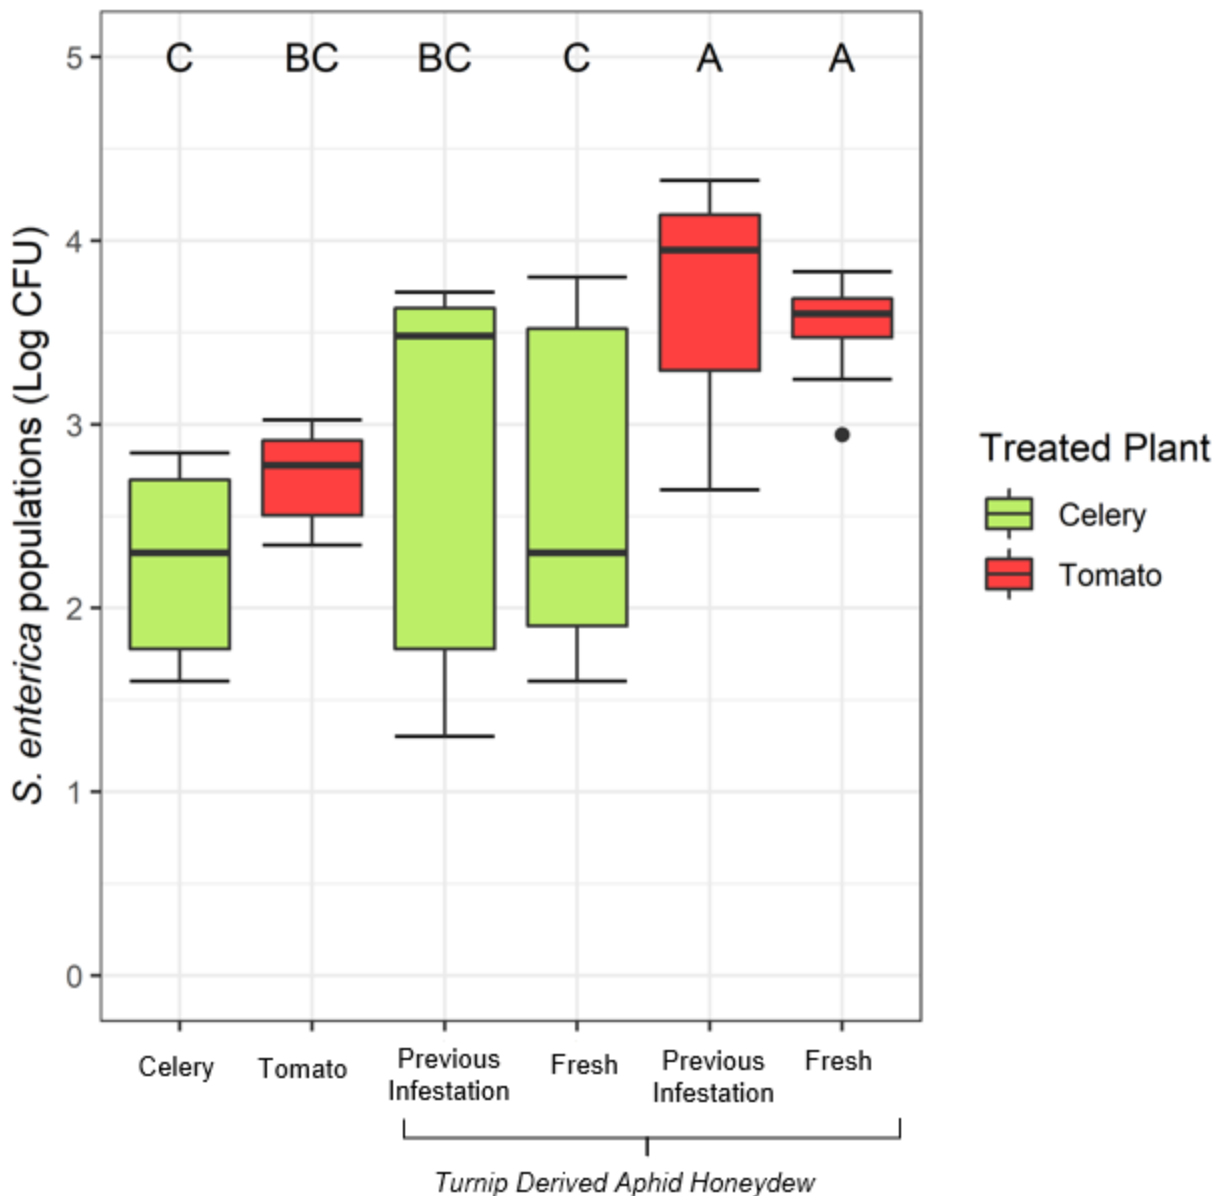 C BC BC C A A
5
4
3
2
1
0
S. enterica populations (Log CFU)
Treated Plant
Celery
Tomato
Celery
Tomato
Previous
Infestation
Fresh
Previous
Infestation
Fresh
Turnip Derived Aphid Honeydew